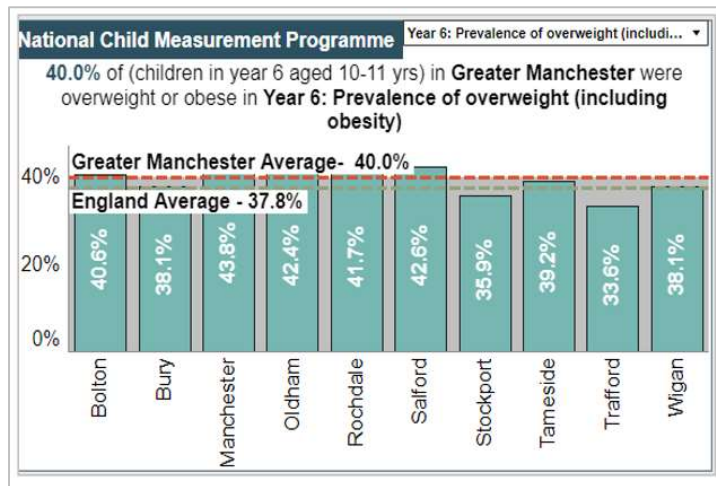 National Child Measurement Programme
Year 6: Prevalence of overweight (includi...
40.0% of (children in year 6 aged 10-11 yrs) in Greater Manchester were
overweight or obese in Year 6: Prevalence of overweight (including
obesity)
Greater Manchester Average- 40.0%
40%
England Average - 37.8%
20%
0%
40.6%
38.1%
43.8%
42.4%
41.7%
42.6%
35.9%
39.2%
33.6%
38.1%
Bolton
Bury
Manchester
Oldham
Rochdale
Salford
Stockport
Tameside
Trafford
Wigan